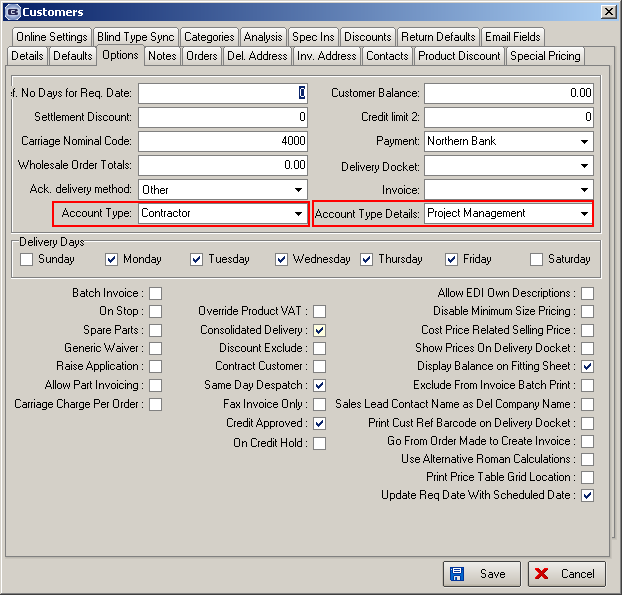 Customers
Online Settings Blind Type Sync Categories Analysis Spec Ins Discounts Return Defaults Email Fields
Details Defaults Options Notes Orders Del. Address Inv. Address Contacts Product Discount Special Pricing
f. No Days for Req. Date: 0 Customer Balance: 0.00
Settlement Discount: 0 Credit limit 2: 0
Carriage Nominal Code: 4000 Payment: Northern Bank
Wholesale Order Totals: 0.00 Delivery Docket:
Ack. delivery method: Other Invoice:
Account Type: Contractor Account Type Details: Project Management
Delivery Days
Sunday Monday Tuesday Wednesday Thursday Friday Saturday
Batch Invoice : Allow EDI Own Descriptions :
On Stop : Override Product VAT : Disable Minimum Size Pricing :
Spare Parts : Consolidated Delivery : Cost Price Related Selling Price :
Generic Waiver : Discount Exclude : Show Prices On Delivery Docket :
Raise Application : Contract Customer : Display Balance on Fitting Sheet :
Allow Part Invoicing : Same Day Despatch : Exclude From Invoice Batch Print :
Carriage Charge Per Order : Fax Invoice Only : Sales Lead Contact Name as Del Company Name :
Credit Approved : Print Cust Ref Barcode on Delivery Docket :
On Credit Hold : Go From Order Made to Create Invoice :
Use Alternative Roman Calculations :
Print Price Table Grid Location :
Update Req Date With Scheduled Date :
Save Cancel